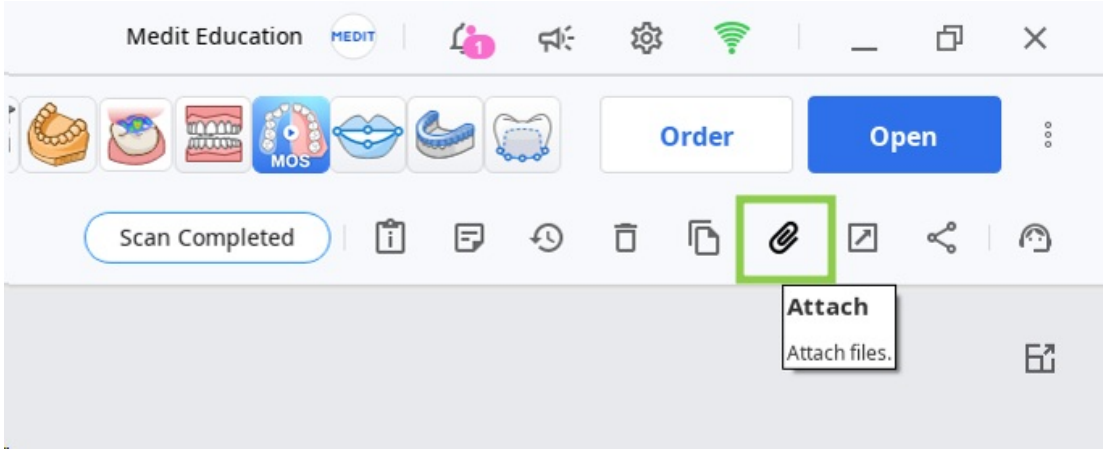 Medit Education
MEDIT
1
MOS
Order
Open
Scan Completed
Attach
Attach files.